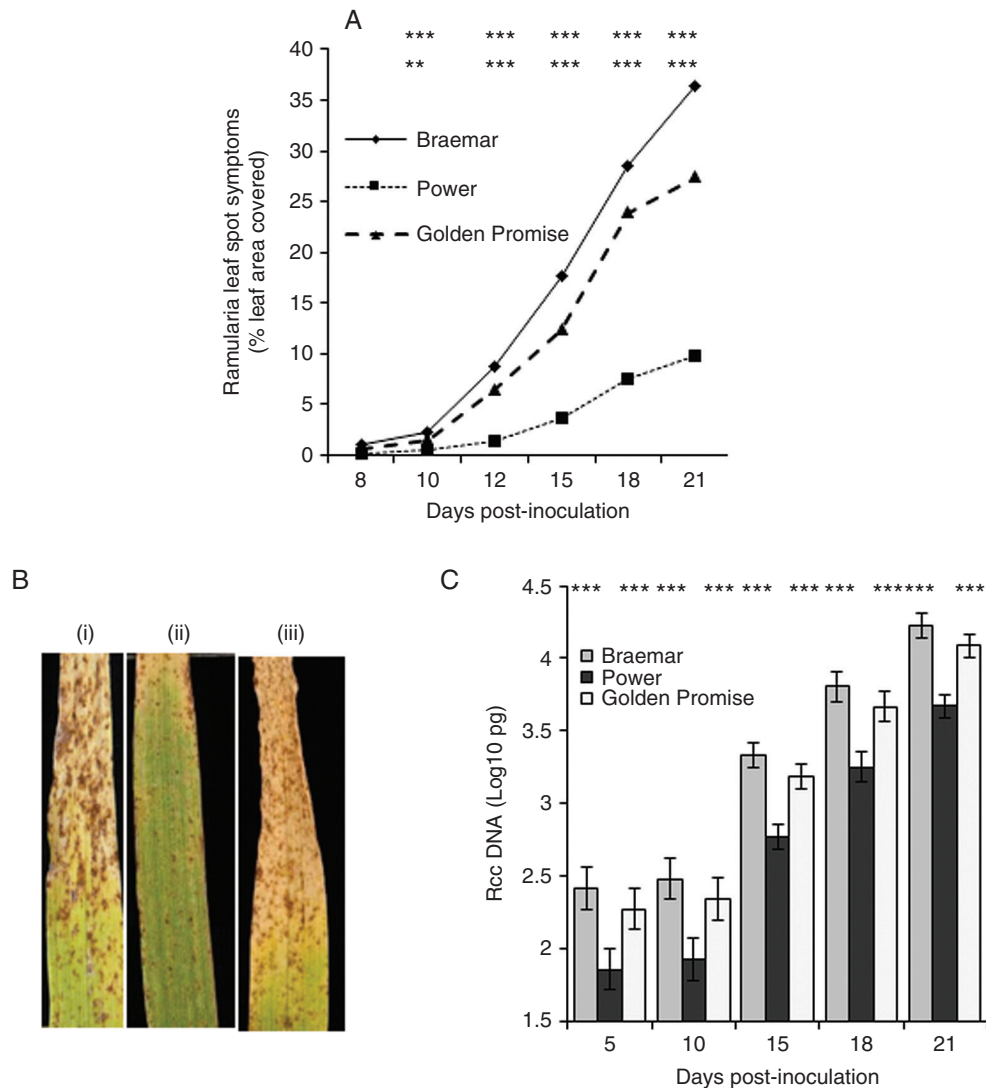 A
*** *** *** *** ***
** *** *** *** ***
40
35
30
25
20
15
10
5
0
Braemar
Power
Golden Promise
Ramularia leaf spot symptoms
(% leaf area covered)
8 10 12 15 18 21
Days post-inoculation
B
(i) (ii) (iii)
C
*** *** *** *** *** *** *** *** *** ***
4.5
4
3.5
3
2.5
2
1.5
Braemar
Power
Golden Promise
Rcc DNA (Log10 pg)
5 10 15 18 21
Days post-inoculation